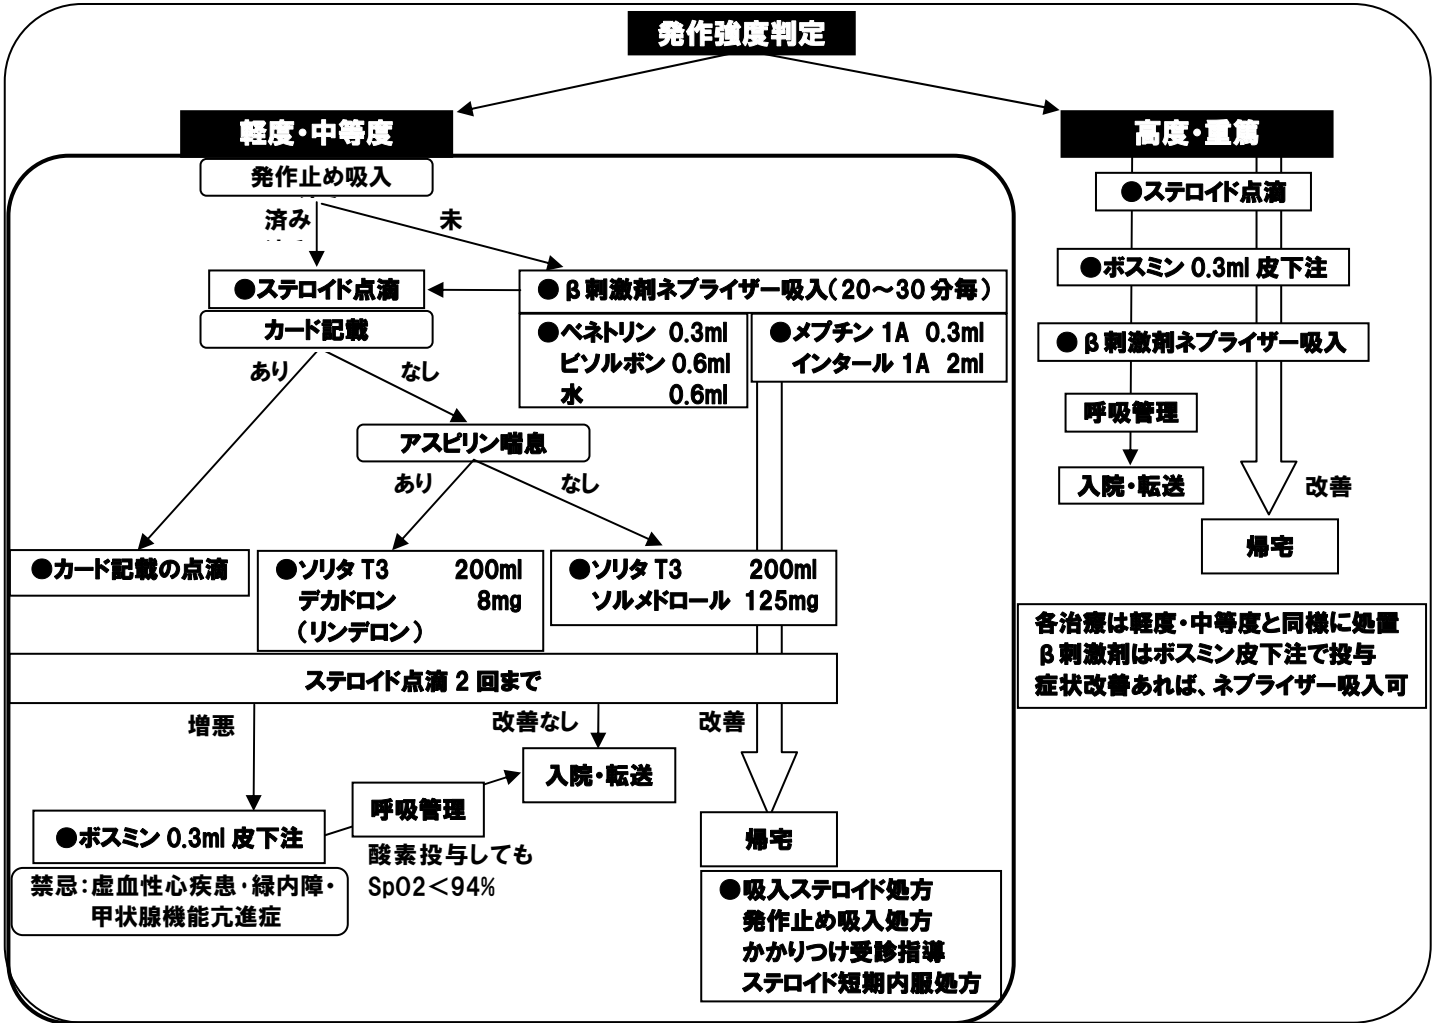 発作強度判定
軽度・中等度
発作止め吸入
済み
未
●ステロイド点滴
●β刺激剤ネブライザー吸入(20～30分毎)
●ベネトリン 0.3ml
ビソルボン 0.6ml
水 0.6ml
●メプチン 1A 0.3ml
インタール 1A 2ml
カード記載
あり
なし
アスピリン喘息
あり
なし
●カード記載の点滴
●ソリタ T3 200ml
デカドロン 8mg
(リンデロン)
●ソリタ T3 200ml
ソルメドロール 125mg
ステロイド点滴 2 回まで
増悪
改善なし
改善
入院・転送
呼吸管理
●ボスミン 0.3ml 皮下注
酸素投与しても
SpO2＜94%
禁忌:虚血性心疾患・緑内障・
甲状腺機能亢進症
帰宅
●吸入ステロイド処方
発作止め吸入処方
かかりつけ受診指導
ステロイド短期内服処方
高度・重篤
●ステロイド点滴
●ボスミン 0.3ml 皮下注
●β刺激剤ネブライザー吸入
呼吸管理
入院・転送
改善
帰宅
各治療は軽度・中等度と同様に処置
β刺激剤はボスミン皮下注で投与
症状改善あれば、ネブライザー吸入可